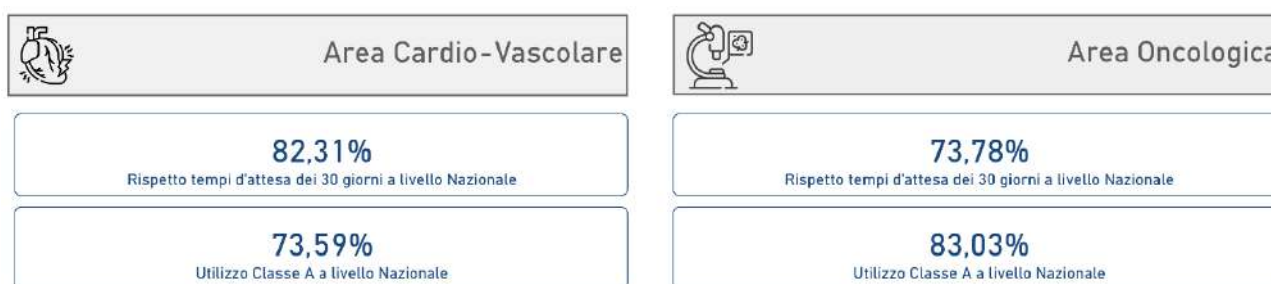 Area Cardio-Vascolare
82,31%
Rispetto tempi d'attesa dei 30 giorni a livello Nazionale
73,59%
Utilizzo Classe A a livello Nazionale
Area Oncologica
73,78%
Rispetto tempi d'attesa dei 30 giorni a livello Nazionale
83,03%
Utilizzo Classe A a livello Nazionale